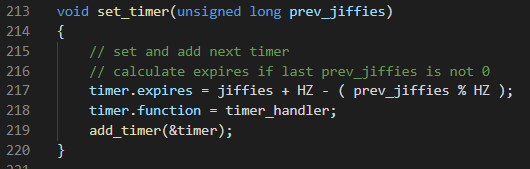 213 void set_timer(unsigned long prev_jiffies)
214 {
215 // set and add next timer
216 // calculate expires if last prev_jiffies is not 0
217 timer.expires = jiffies + HZ - ( prev_jiffies % HZ );
218 timer.function = timer_handler;
219 add_timer(&timer);
220 }
221